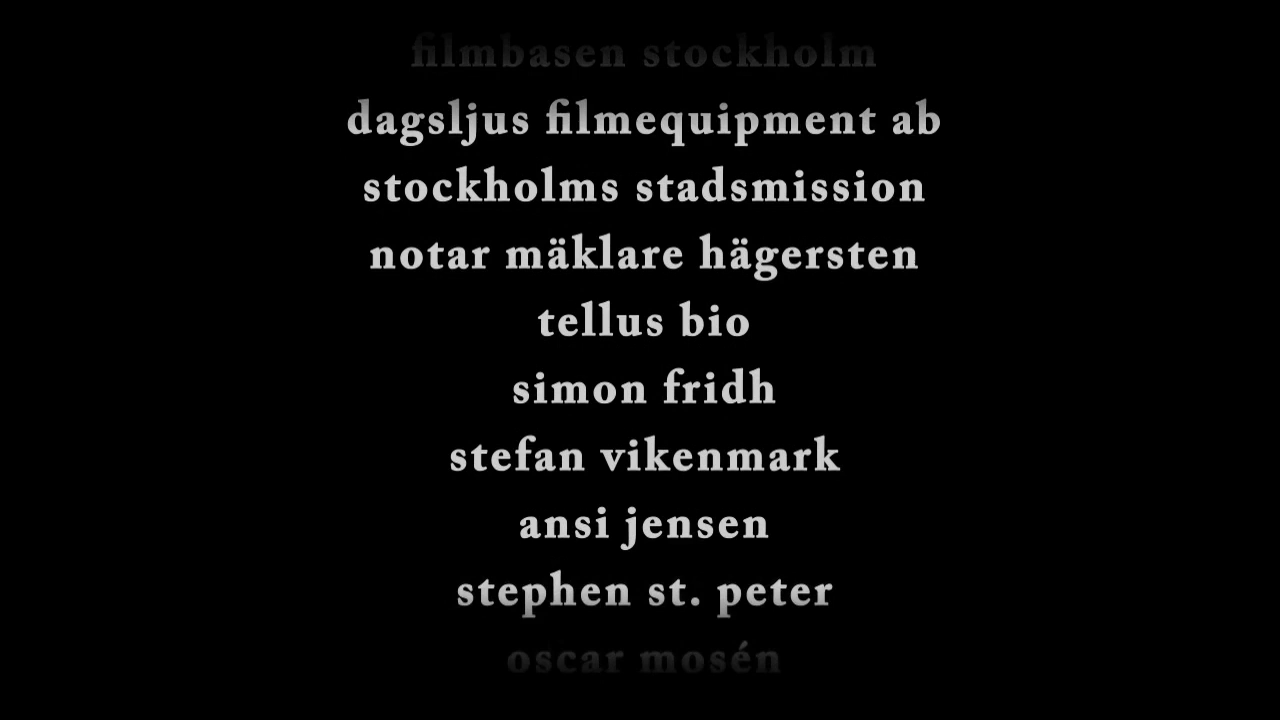 filmbasen stockholm
dagsljus filmequipment ab
stockholms stadsmission
notar mäklare hägersten
tellus bio
simon fridh
stefan vikenmark
ansi jensen
stephen st. peter
oscar mosén